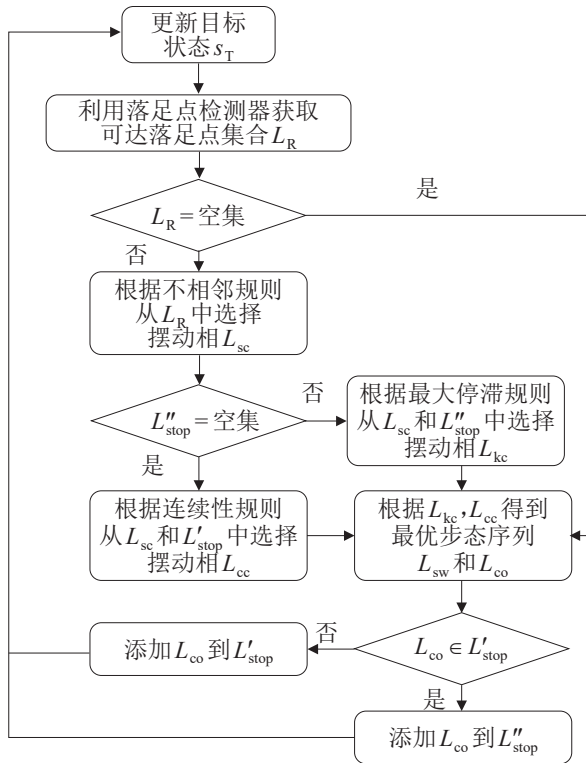 更新目标
状态 s_T
利用落足点检测器获取
可达落足点集合 L_R
L_R = 空集
是
否
根据不相邻规则
从 L_R 中选择
摆动相 L_sc
L″_stop = 空集
否
根据最大停滞规则
从 L_sc 和 L″_stop 中选择
摆动相 L_kc
是
根据连续性规则
从 L_sc 和 L′_stop 中选择
摆动相 L_cc
根据 L_kc, L_cc 得到
最优步态序列
L_sw 和 L_co
L_co ∈ L′_stop
否
添加 L_co 到 L′_stop
是
添加 L_co 到 L″_stop